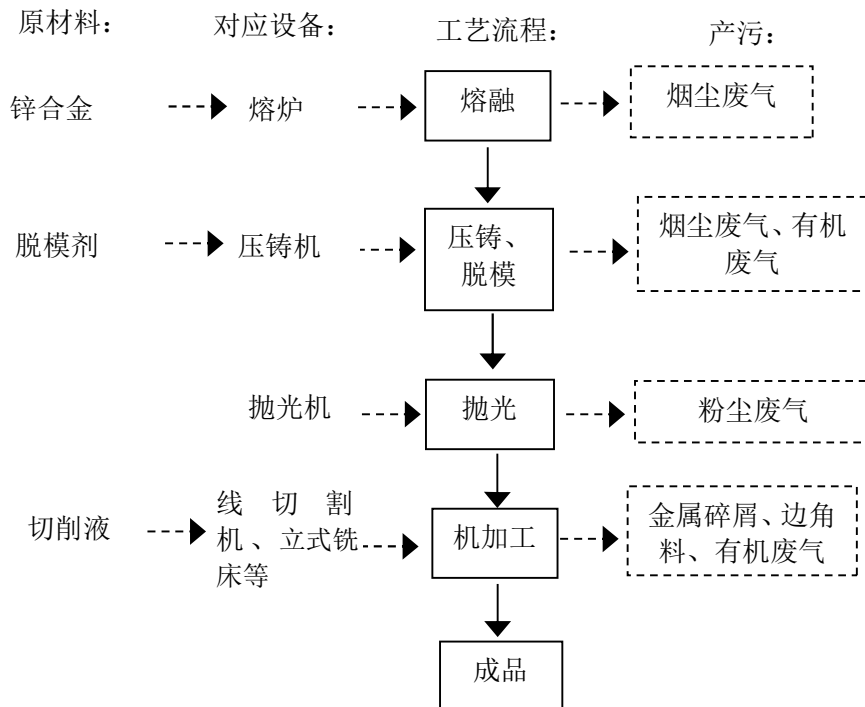 原材料：
对应设备：
工艺流程：
产污：
锌合金
熔炉
熔融
烟尘废气
脱模剂
压铸机
压铸、
脱模
烟尘废气、有机
废气
抛光机
抛光
粉尘废气
切削液
线切割
机、立式铣
床等
机加工
金属碎屑、边角
料、有机废气
成品